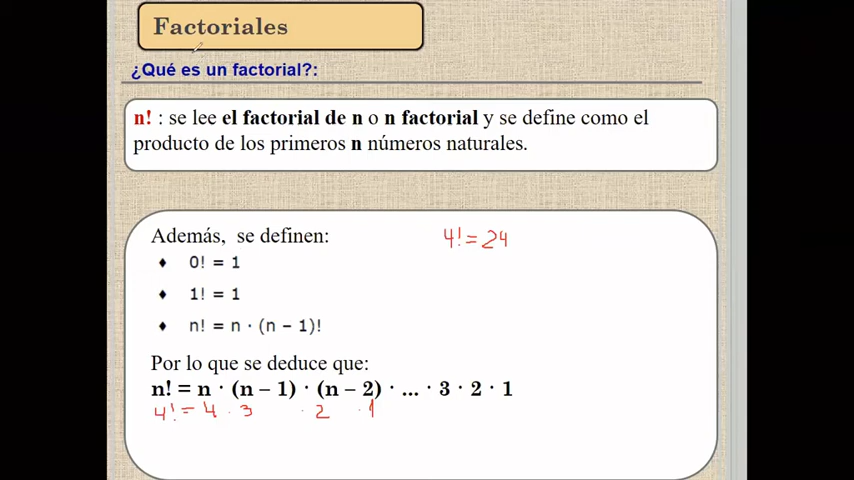 Factoriales
¿Qué es un factorial?:
n! : se lee el factorial de n o n factorial y se define como el
producto de los primeros n números naturales.
Además, se definen:
4! = 24
♦ 0! = 1
♦ 1! = 1
♦ n! = n · (n – 1)!
Por lo que se deduce que:
n! = n · (n – 1) · (n – 2) · ... · 3 · 2 · 1
4! = 4 · 3 · 2 · 1